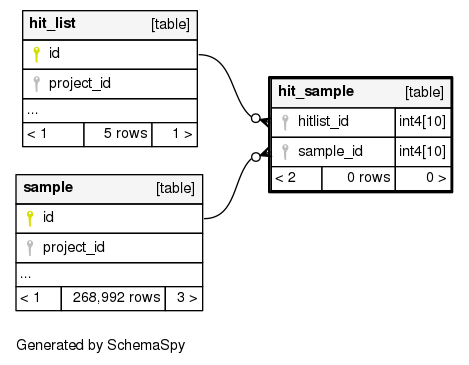 hit_list [table]
id
project_id
...
< 1 5 rows 1 >
hit_sample [table]
hitlist_id int4[10]
sample_id int4[10]
< 2 0 rows 0 >
sample [table]
id
project_id
...
< 1 268,992 rows 3 >
Generated by SchemaSpy